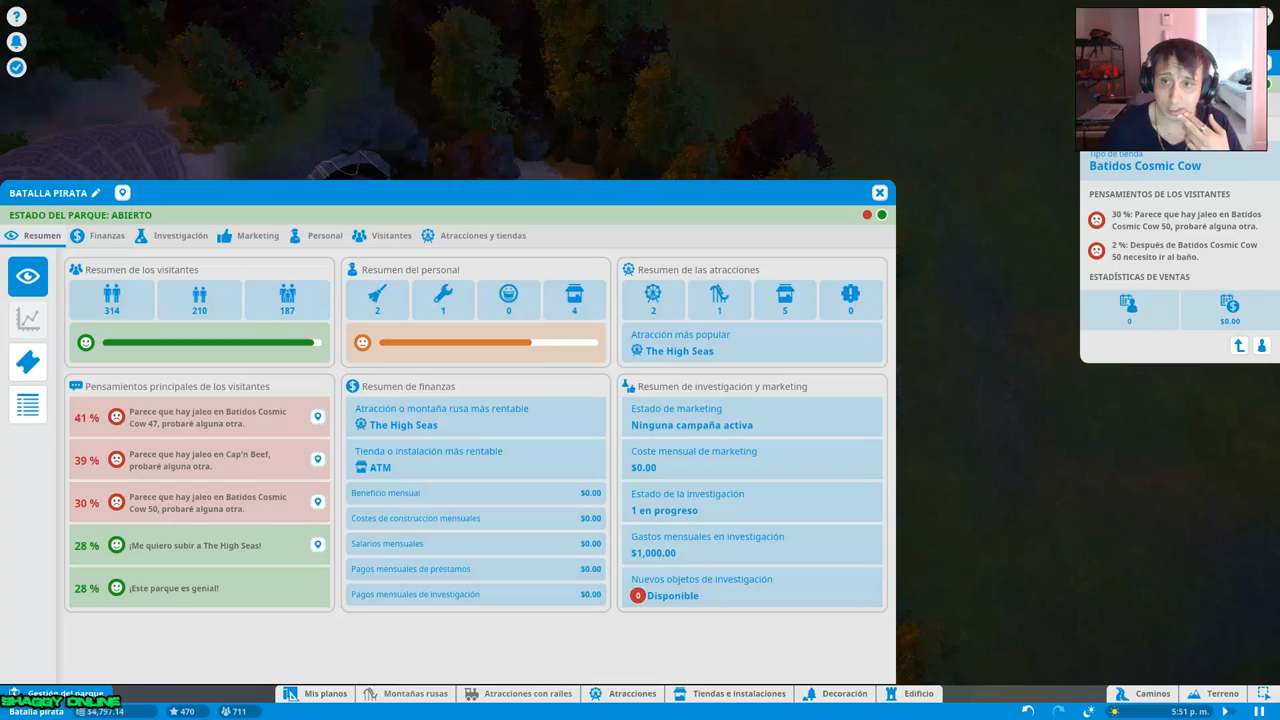 BATALLA PIRATA
ESTADO DEL PARQUE: ABIERTO
Resumen
Finanzas
Investigación
Marketing
Personal
Visitantes
Atracciones y tiendas
Resumen de los visitantes
314
210
187
Resumen del personal
2
1
0
4
Resumen de las atracciones
2
1
5
0
Atracción más popular
The High Seas
Pensamientos principales de los visitantes
41 %
Parece que hay jaleo en Batidos Cosmic
Cow 47, probaré alguna otra.
39 %
Parece que hay jaleo en Cap'n Beef,
probaré alguna otra.
30 %
Parece que hay jaleo en Batidos Cosmic
Cow 50, probaré alguna otra.
28 %
¡Me quiero subir a The High Seas!
28 %
¡Este parque es genial!
Resumen de finanzas
Atracción o montaña rusa más rentable
The High Seas
Tienda o instalación más rentable
ATM
Beneficio mensual $0.00
Costes de construcción mensuales $0.00
Salarios mensuales $0.00
Pagos mensuales de préstamos $0.00
Pagos mensuales de investigación $0.00
Resumen de investigación y marketing
Estado de marketing
Ninguna campaña activa
Coste mensual de marketing
$0.00
Estado de la investigación
1 en progreso
Gastos mensuales en investigación
$1,000.00
Nuevos objetos de investigación
0 Disponible
Tipo de tienda
Batidos Cosmic Cow
PENSAMIENTOS DE LOS VISITANTES
30 %: Parece que hay jaleo en Batidos
Cosmic Cow 50, probaré alguna otra.
2 %: Después de Batidos Cosmic Cow
50 necesito ir al baño.
ESTADÍSTICAS DE VENTAS
0
$0.00
Gestión del parque
SHAGGY ONLINE
Mis planos
Montañas rusas
Atracciones con raíles
Atracciones
Tiendas e instalaciones
Decoración
Edificio
Caminos
Terreno
Batalla pirata
$4,797.14
470
711
5:51 p. m.